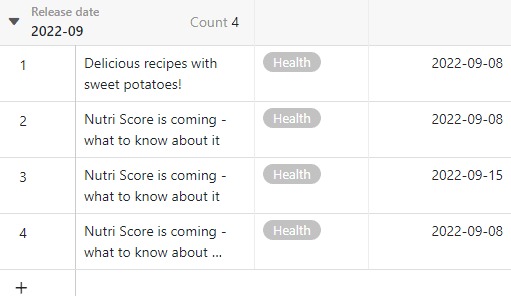 Release date
2022-09
Count 4
1
Delicious recipes with
sweet potatoes!
Health
2022-09-08
2
Nutri Score is coming -
what to know about it
Health
2022-09-08
3
Nutri Score is coming -
what to know about it
Health
2022-09-15
4
Nutri Score is coming -
what to know about ...
Health
2022-09-08
+